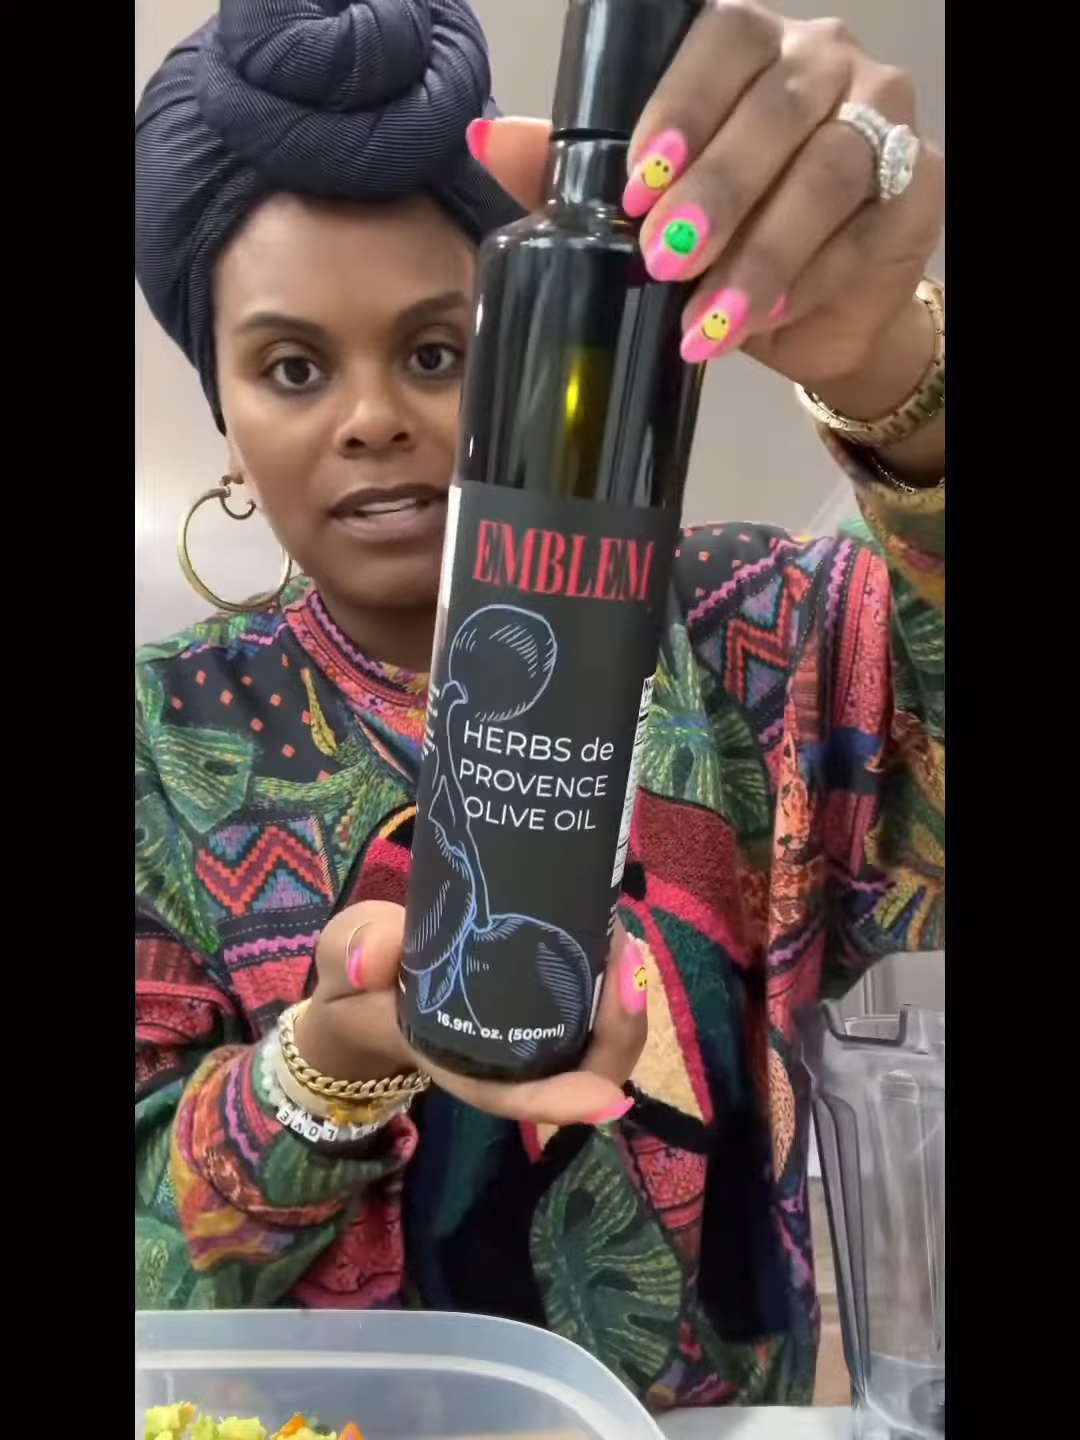 EMBLEM
HERBS de
PROVENCE
OLIVE OIL
16.9fl. oz. (500ml)
LOVE